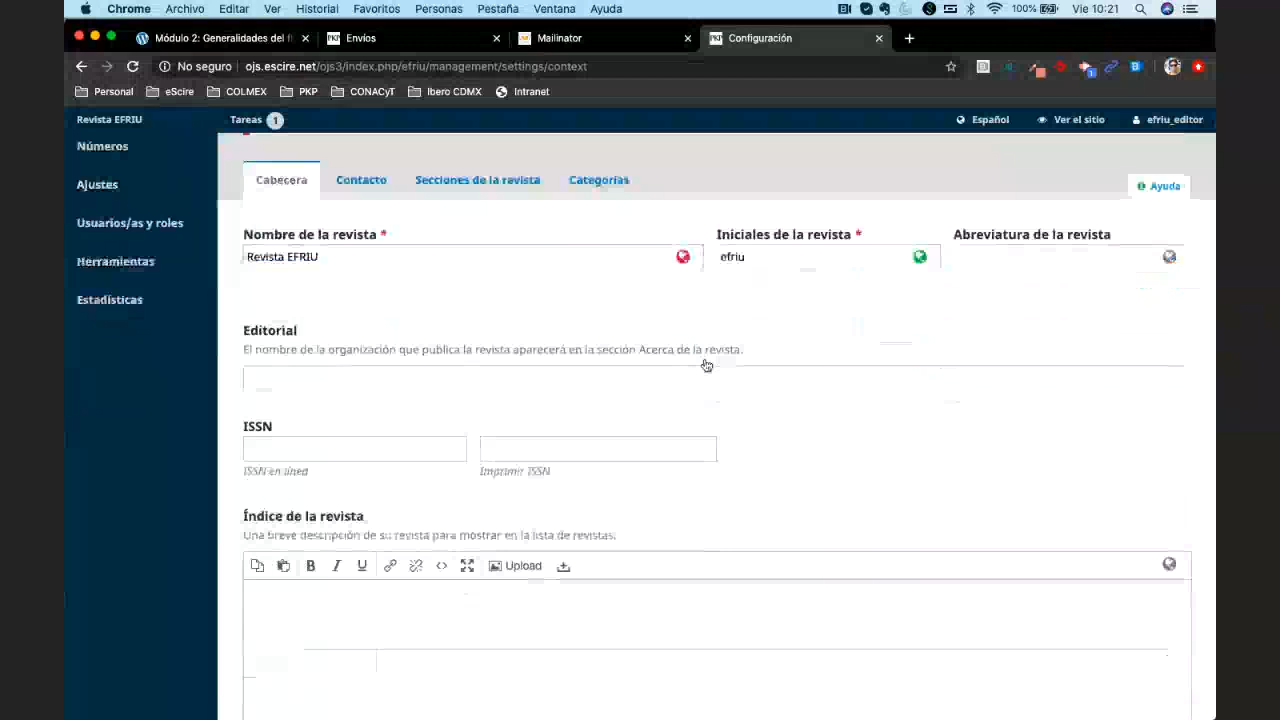 Chrome Archivo Editar Ver Historial Favoritos Personas Pestaña Ventana Ayuda 100% Vie 10:21
Módulo 2: Generalidades del f Envíos Mailinator Configuración
No seguro ojs.escire.net/ojs3/index.php/efriu/management/settings/context
Personal eScire COLMEX PKP CONACyT Ibero CDMX Intranet
Revista EFRIU Tareas 1 Español Ver el sitio efriu_editor
Números
Ajustes
Usuarios/as y roles
Herramientas
Estadísticas
Cabecera Contacto Secciones de la revista Categorías
Ayuda
Nombre de la revista * Iniciales de la revista * Abreviatura de la revista
Revista EFRIU efriu
Editorial
El nombre de la organización que publica la revista aparecerá en la sección Acerca de la revista.
ISSN
ISSN en línea Imprimir ISSN
Índice de la revista
Una breve descripción de su revista para mostrar en la lista de revistas.
B I U Upload